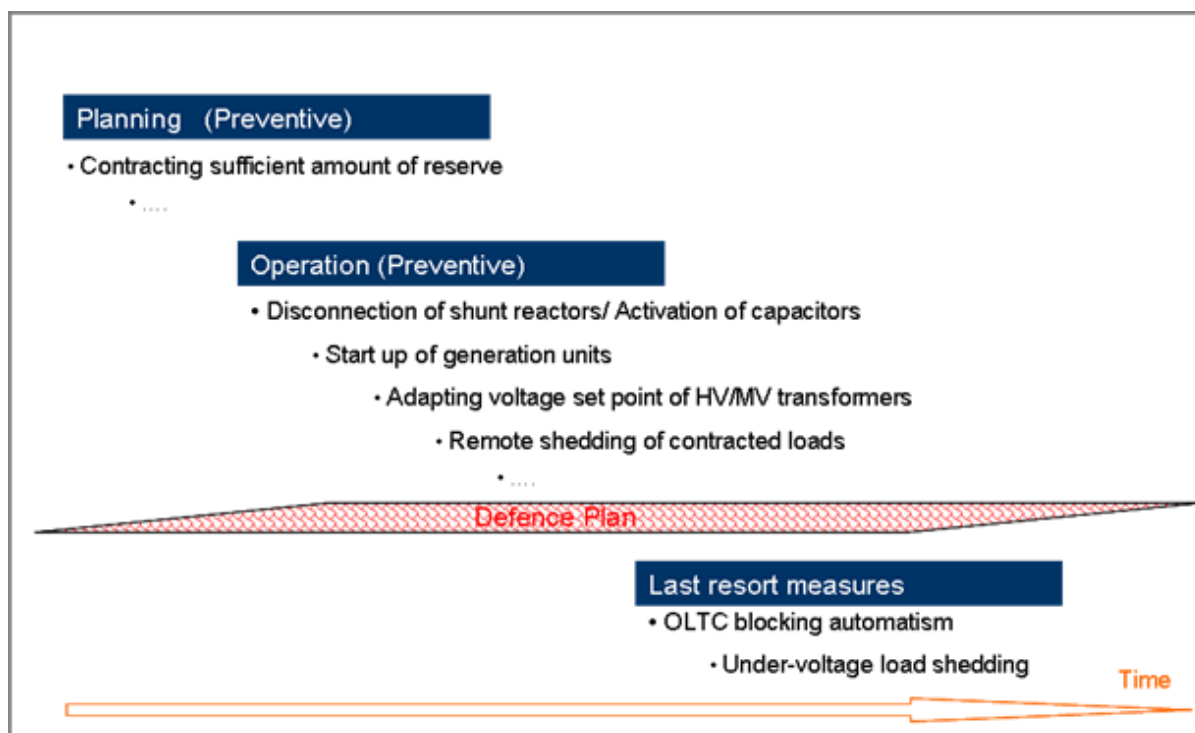 Planning (Preventive)
• Contracting sufficient amount of reserve
• ....
Operation (Preventive)
• Disconnection of shunt reactors/ Activation of capacitors
• Start up of generation units
• Adapting voltage set point of HV/MV transformers
• Remote shedding of contracted loads
• ....
Defence Plan
Last resort measures
• OLTC blocking automatism
• Under-voltage load shedding
Time